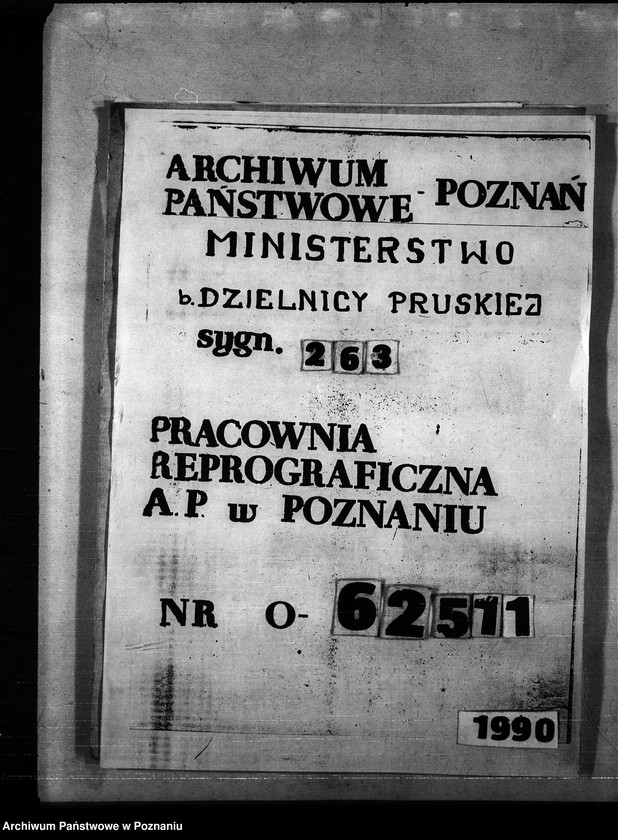 ARCHIWUM
PAŃSTWOWE - POZNAŃ
MINISTERSTWO
b. DZIELNICY PRUSKIEJ
sygn. 263
PRACOWNIA
REPROGRAFICZNA
A.P. w POZNANIU
NR O- 62511
1990
Archiwum Państwowe w Poznaniu